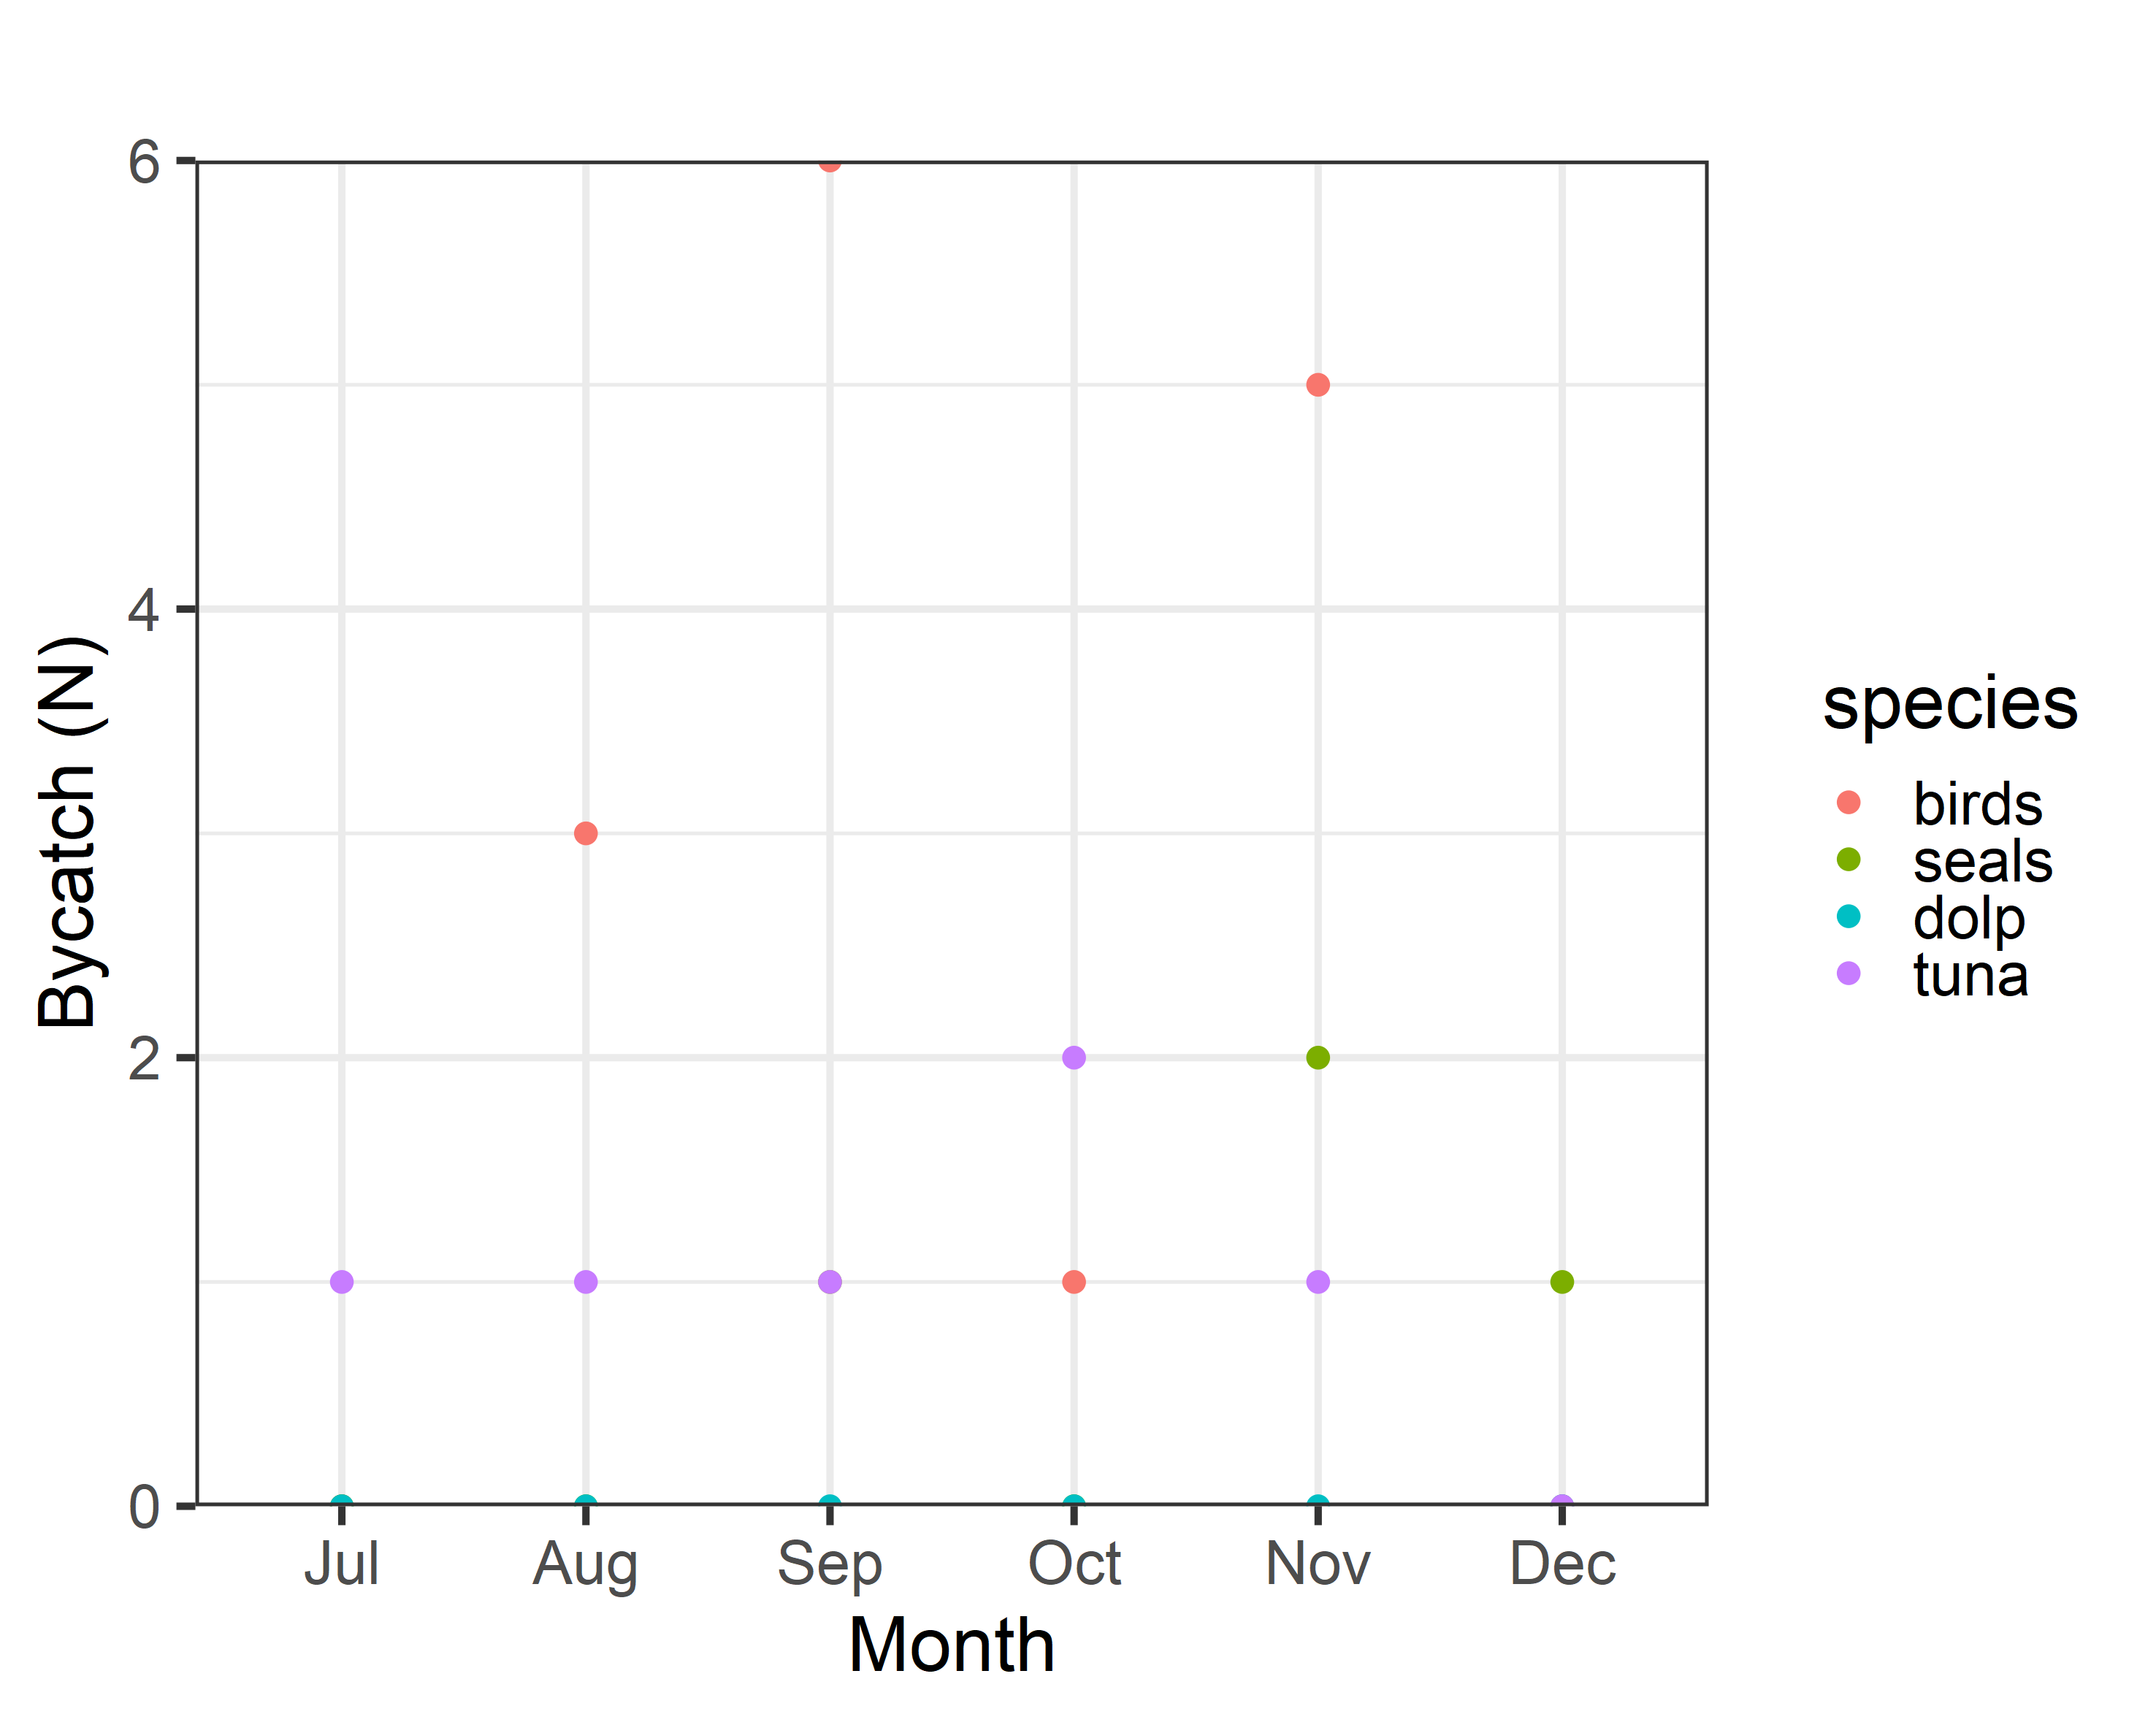 6
4
2
0
Bycatch (N)
Jul Aug Sep Oct Nov Dec
Month
species
birds
seals
dolp
tuna